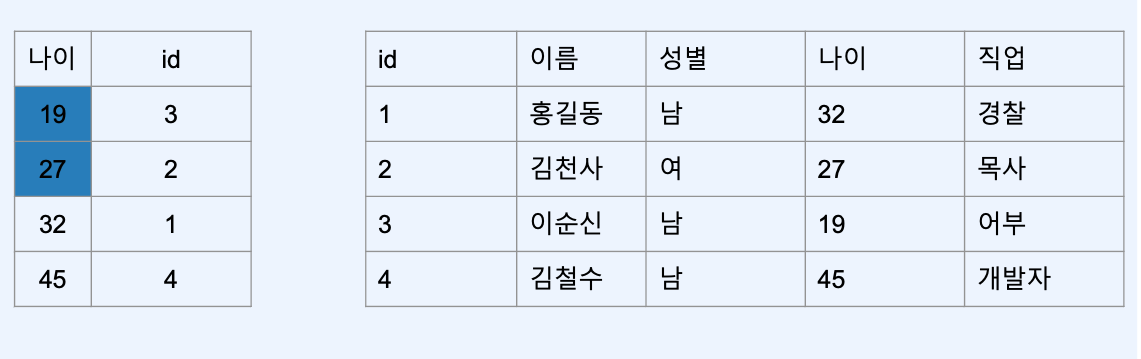 나이 id
19 3
27 2
32 1
45 4
id 이름 성별 나이 직업
1 홍길동 남 32 경찰
2 김천사 여 27 목사
3 이순신 남 19 어부
4 김철수 남 45 개발자